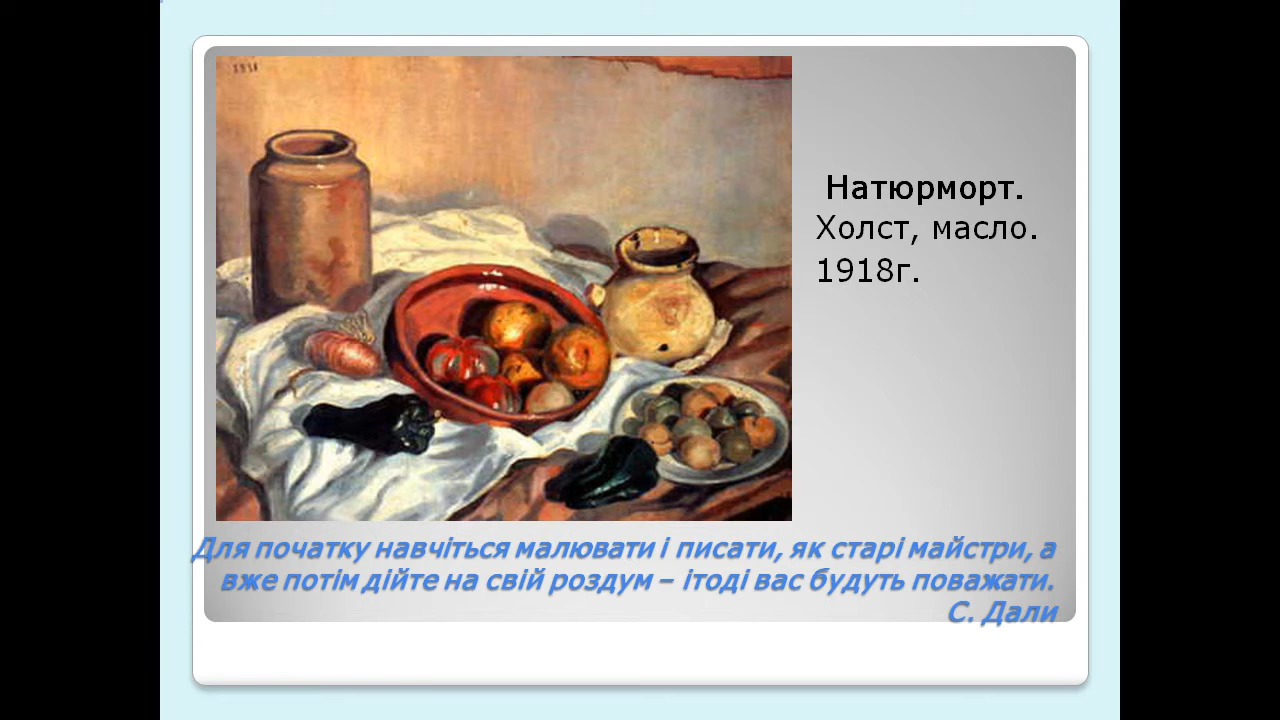 1918
Натюрморт.
Холст, масло.
1918г.
Для початку навчіться малювати і писати, як старі майстри, а
вже потім дійте на свій роздум – ітоді вас будуть поважати.
С. Дали